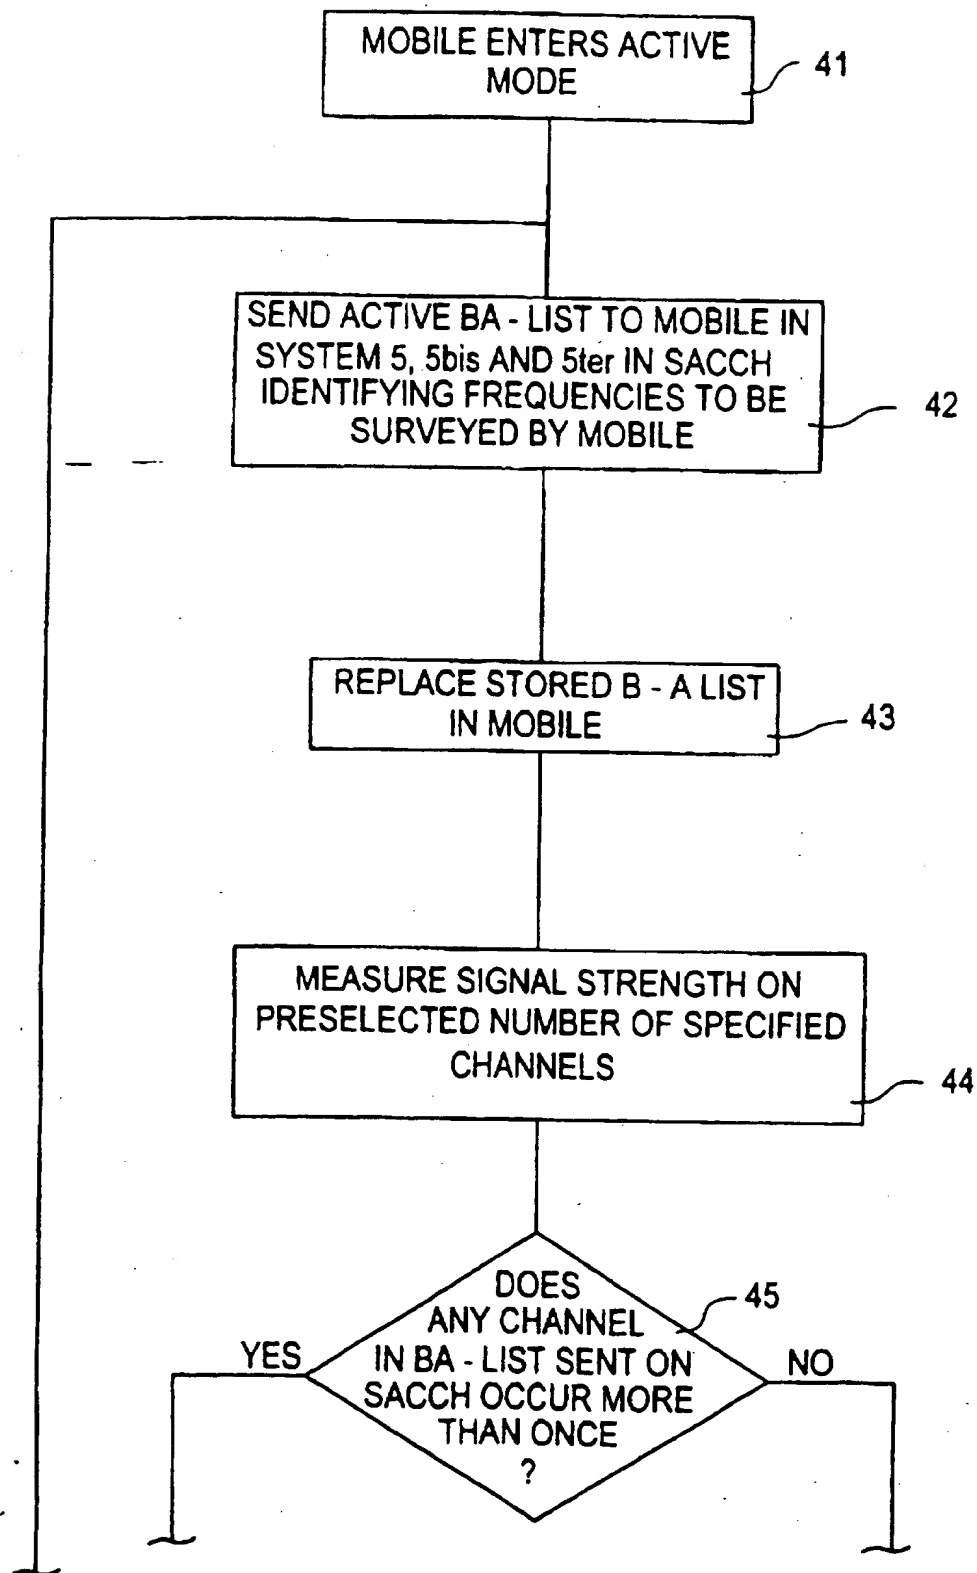 MOBILE ENTERS ACTIVE
MODE
41
SEND ACTIVE BA - LIST TO MOBILE IN
SYSTEM 5, 5bis AND 5ter IN SACCH
IDENTIFYING FREQUENCIES TO BE
SURVEYED BY MOBILE
42
REPLACE STORED B - A LIST
IN MOBILE
43
MEASURE SIGNAL STRENGTH ON
PRESELECTED NUMBER OF SPECIFIED
CHANNELS
44
DOES
ANY CHANNEL
IN BA - LIST SENT ON
SACCH OCCUR MORE
THAN ONCE
?
45
YES
NO